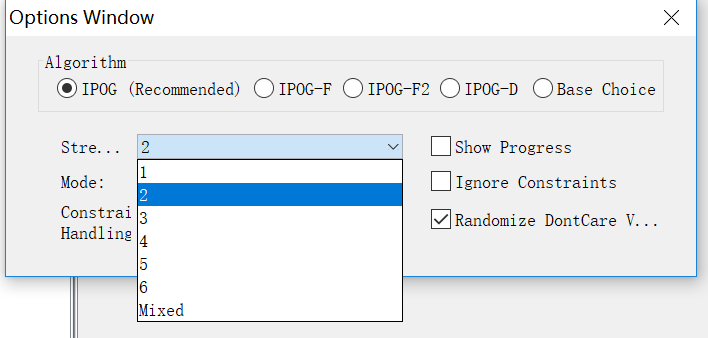 Options Window
Algorithm
IPOG (Recommended) IPOG-F IPOG-F2 IPOG-D Base Choice
Stre... 2 Show Progress
1
Mode: 2 Ignore Constraints
Constrai 3 Randomize DontCare V...
Handling 4
5
6
Mixed